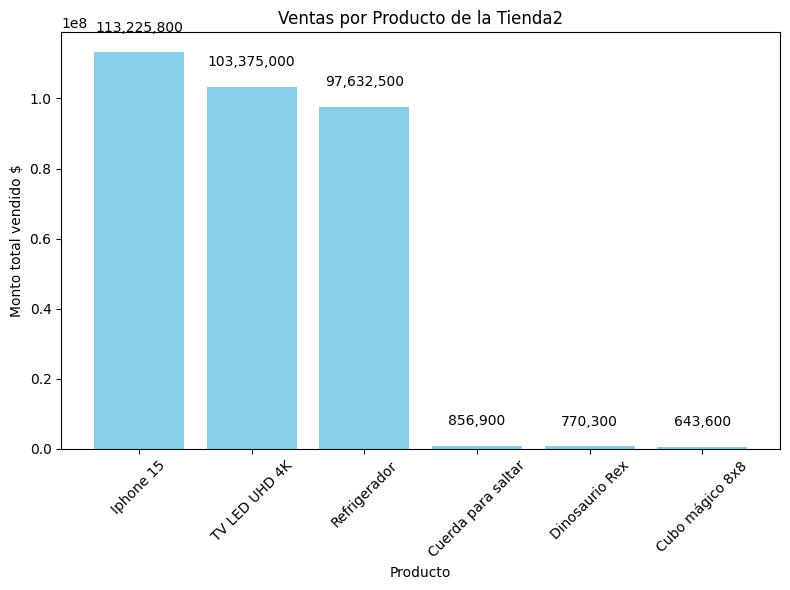 Ventas por Producto de la Tienda2
1e8
113,225,800
103,375,000
97,632,500
856,900
770,300
643,600
Monto total vendido $
1.0
0.8
0.6
0.4
0.2
0.0
Iphone 15
TV LED UHD 4K
Refrigerador
Cuerda para saltar
Dinosaurio Rex
Cubo mágico 8x8
Producto